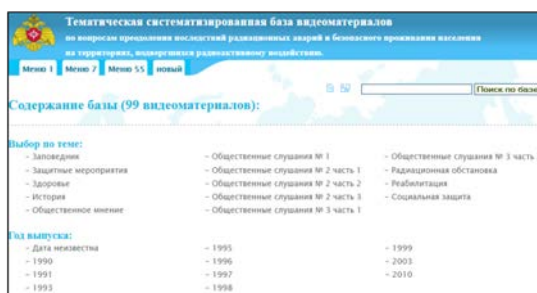 Тематическая систематизированная база видеоматериалов
по вопросам преодоления последствий радиационных аварий и безопасного проживания населения
на территориях, подвергшихся радиоактивному воздействию.
Меню 1 Меню 7 Меню 55 новый
Поиск по базе
Содержание базы (99 видеоматериалов):
Выбор по теме:
- Заповедник - Общественные слушания № 1 - Общественные слушания № 3 часть
- Защитные мероприятия - Общественные слушания № 2 часть 1 - Радиационная обстановка
- Здоровье - Общественные слушания № 2 часть 2 - Реабилитация
- История - Общественные слушания № 2 часть 3 - Социальная защита
- Общественное мнение - Общественные слушания № 3 часть 1
Год выпуска:
- Дата неизвестна - 1995 - 1999
- 1990 - 1996 - 2003
- 1991 - 1997 - 2010
- 1993 - 1998